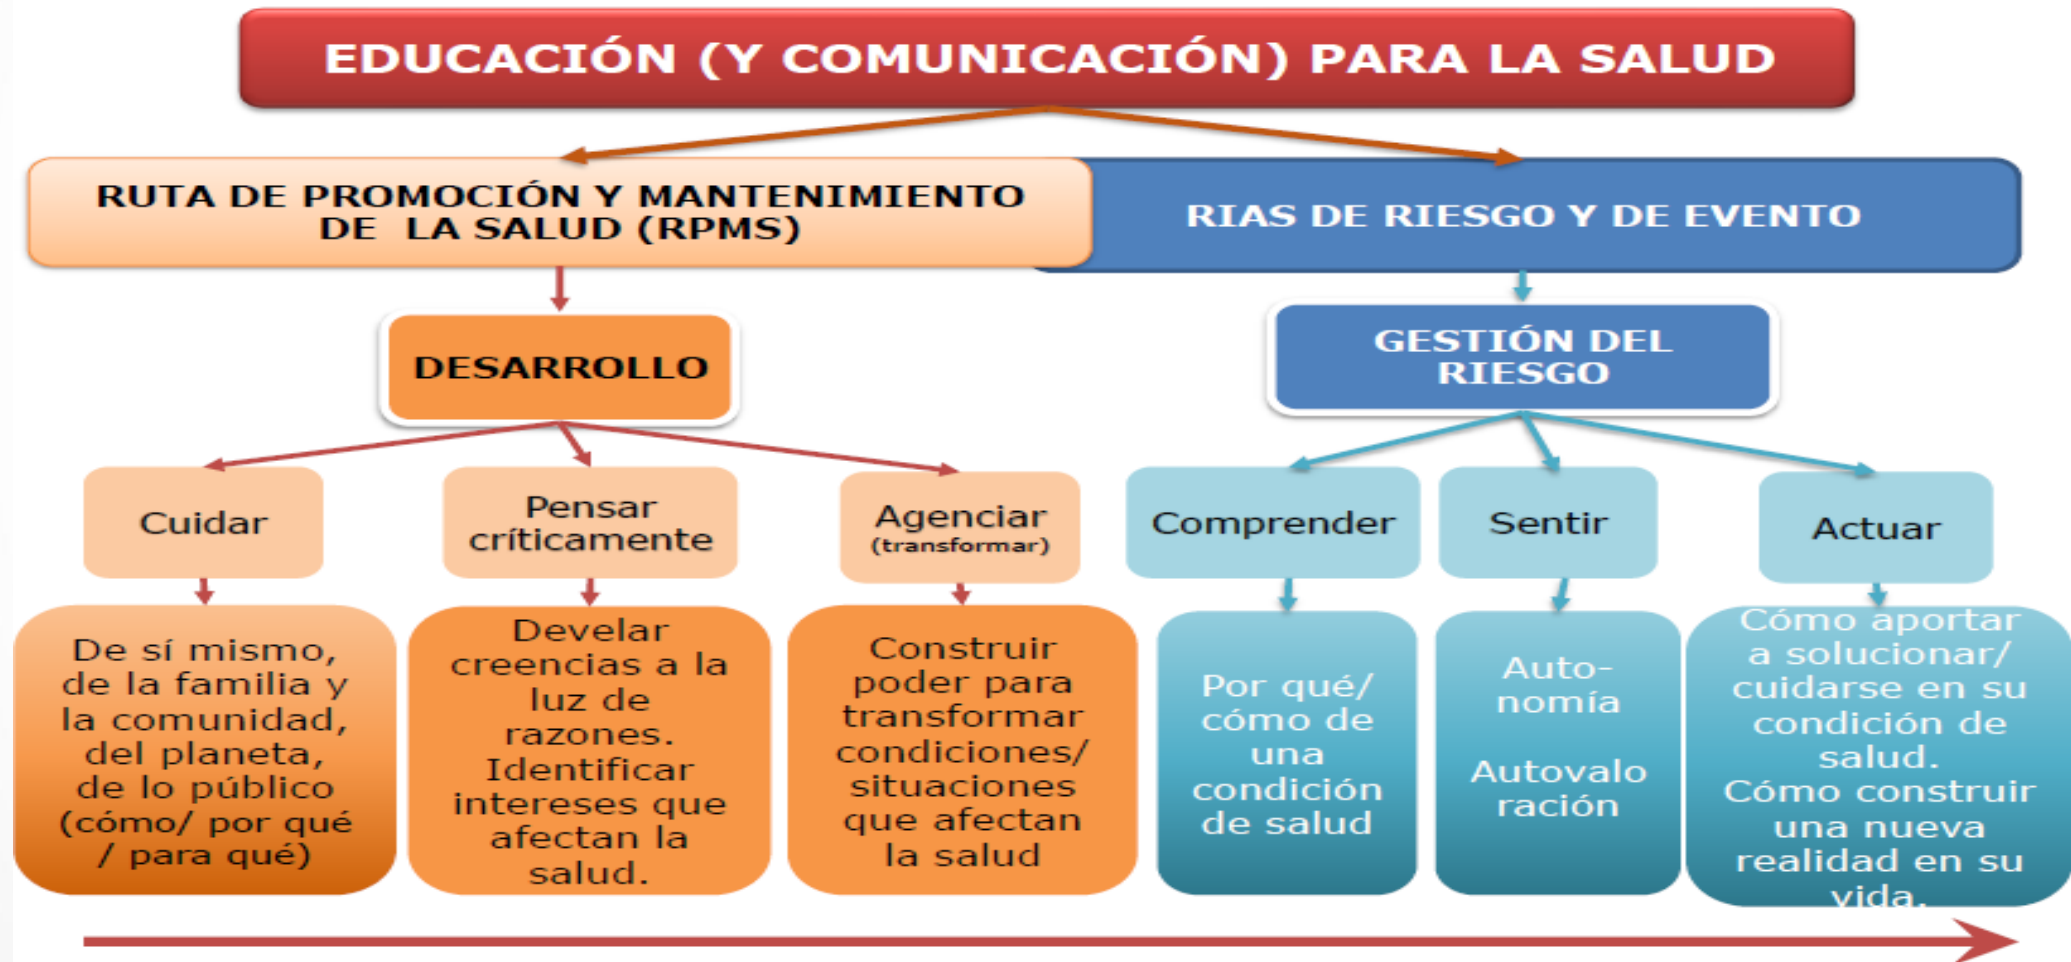 EDUCACIÓN (Y COMUNICACIÓN) PARA LA SALUD
RUTA DE PROMOCIÓN Y MANTENIMIENTO
DE LA SALUD (RPMS)
RIAS DE RIESGO Y DE EVENTO
DESARROLLO
GESTIÓN DEL
RIESGO
Cuidar
Pensar
críticamente
Agenciar
(transformar)
Comprender
Sentir
Actuar
De sí mismo,
de la familia y
la comunidad,
del planeta,
de lo público
(cómo/ por qué
/ para qué)
Develar
creencias a la
luz de
razones.
Identificar
intereses que
afectan la
salud.
Construir
poder para
transformar
condiciones/
situaciones
que afectan
la salud
Por qué/
cómo de
una
condición
de salud
Auto-
nomía
Autovalo
ración
Cómo aportar
a solucionar/
cuidarse en su
condición de
salud.
Cómo construir
una nueva
realidad en su
vida.